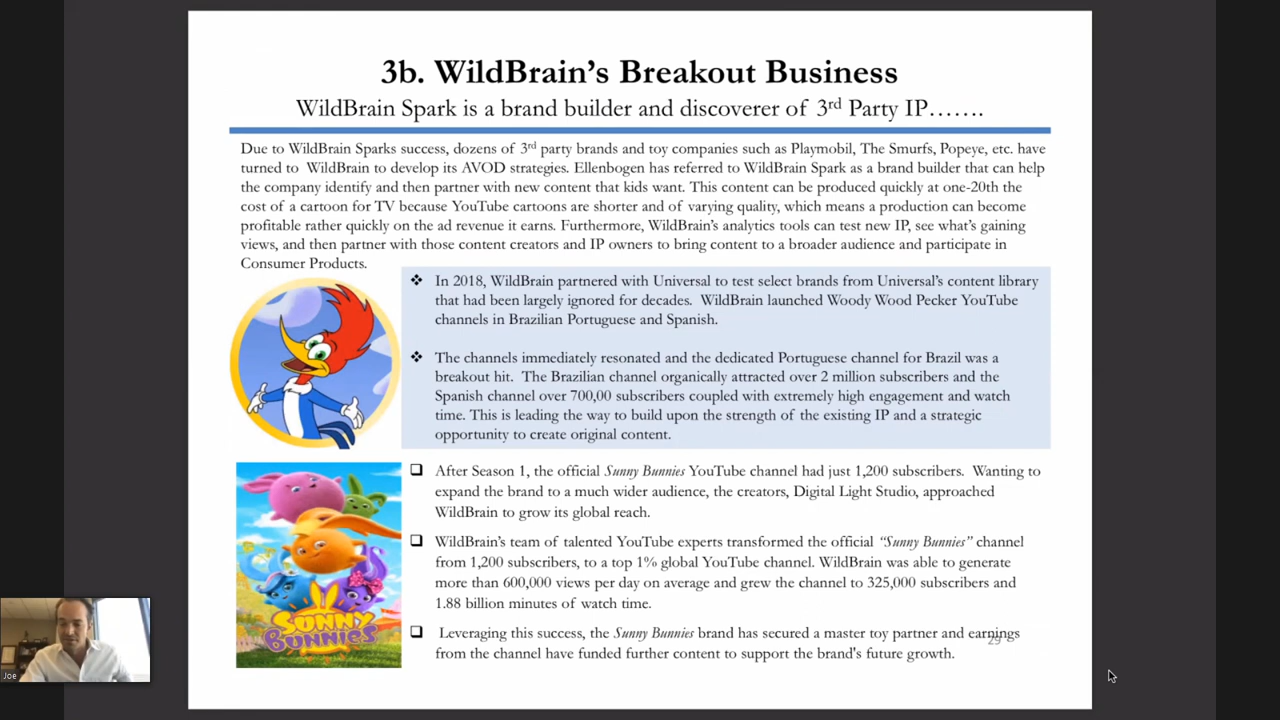 3b. WildBrain's Breakout Business
WildBrain Spark is a brand builder and discoverer of 3rd Party IP…….
Due to WildBrain Sparks success, dozens of 3rd party brands and toy companies such as Playmobil, The Smurfs, Popeye, etc. have
turned to WildBrain to develop its AVOD strategies. Ellenbogen has referred to WildBrain Spark as a brand builder that can help
the company identify and then partner with new content that kids want. This content can be produced quickly at one-20th the
cost of a cartoon for TV because YouTube cartoons are shorter and of varying quality, which means a production can become
profitable rather quickly on the ad revenue it earns. Furthermore, WildBrain's analytics tools can test new IP, see what's gaining
views, and then partner with those content creators and IP owners to bring content to a broader audience and participate in
Consumer Products.
❖ In 2018, WildBrain partnered with Universal to test select brands from Universal's content library
that had been largely ignored for decades. WildBrain launched Woody Wood Pecker YouTube
channels in Brazilian Portuguese and Spanish.
❖ The channels immediately resonated and the dedicated Portuguese channel for Brazil was a
breakout hit. The Brazilian channel organically attracted over 2 million subscribers and the
Spanish channel over 700,00 subscribers coupled with extremely high engagement and watch
time. This is leading the way to build upon the strength of the existing IP and a strategic
opportunity to create original content.
❑ After Season 1, the official Sunny Bunnies YouTube channel had just 1,200 subscribers. Wanting to
expand the brand to a much wider audience, the creators, Digital Light Studio, approached
WildBrain to grow its global reach.
❑ WildBrain's team of talented YouTube experts transformed the official "Sunny Bunnies" channel
from 1,200 subscribers, to a top 1% global YouTube channel. WildBrain was able to generate
more than 600,000 views per day on average and grew the channel to 325,000 subscribers and
1.88 billion minutes of watch time.
❑ Leveraging this success, the Sunny Bunnies brand has secured a master toy partner and earnings
from the channel have funded further content to support the brand's future growth.
29
SUNNY
BUNNIES
Joe